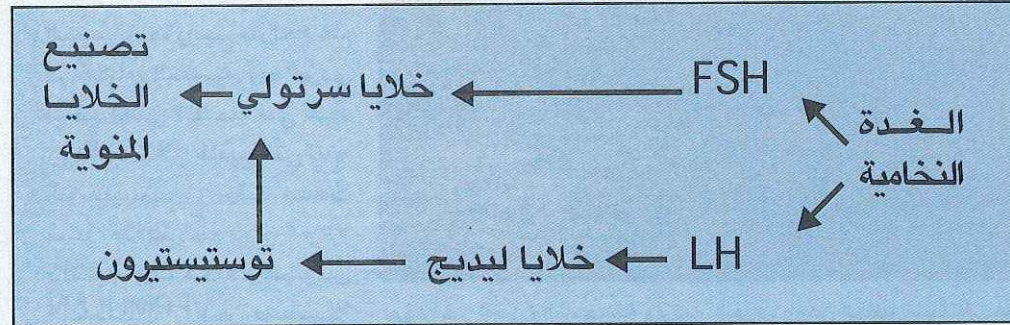 الغدة
النخامية
FSH
خلايا سرتولي
تصنيع
الخلايا
المنوية
LH
خلايا ليديج
توستيستيرون